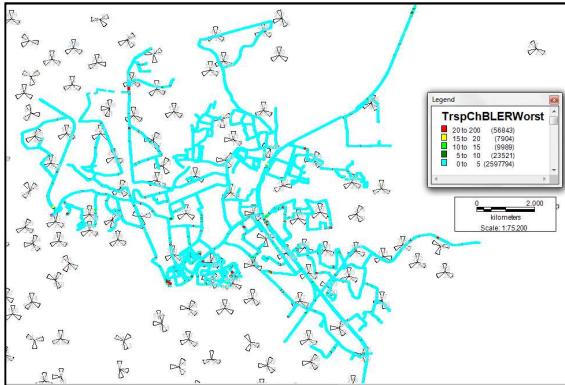 Legend
TrspChBLERWorst
20 to 200 (56843)
15 to 20 (7904)
10 to 15 (9989)
5 to 10 (23521)
0 to 5 (2597794)
0 2.000
kilometers
Scale: 1:75,200